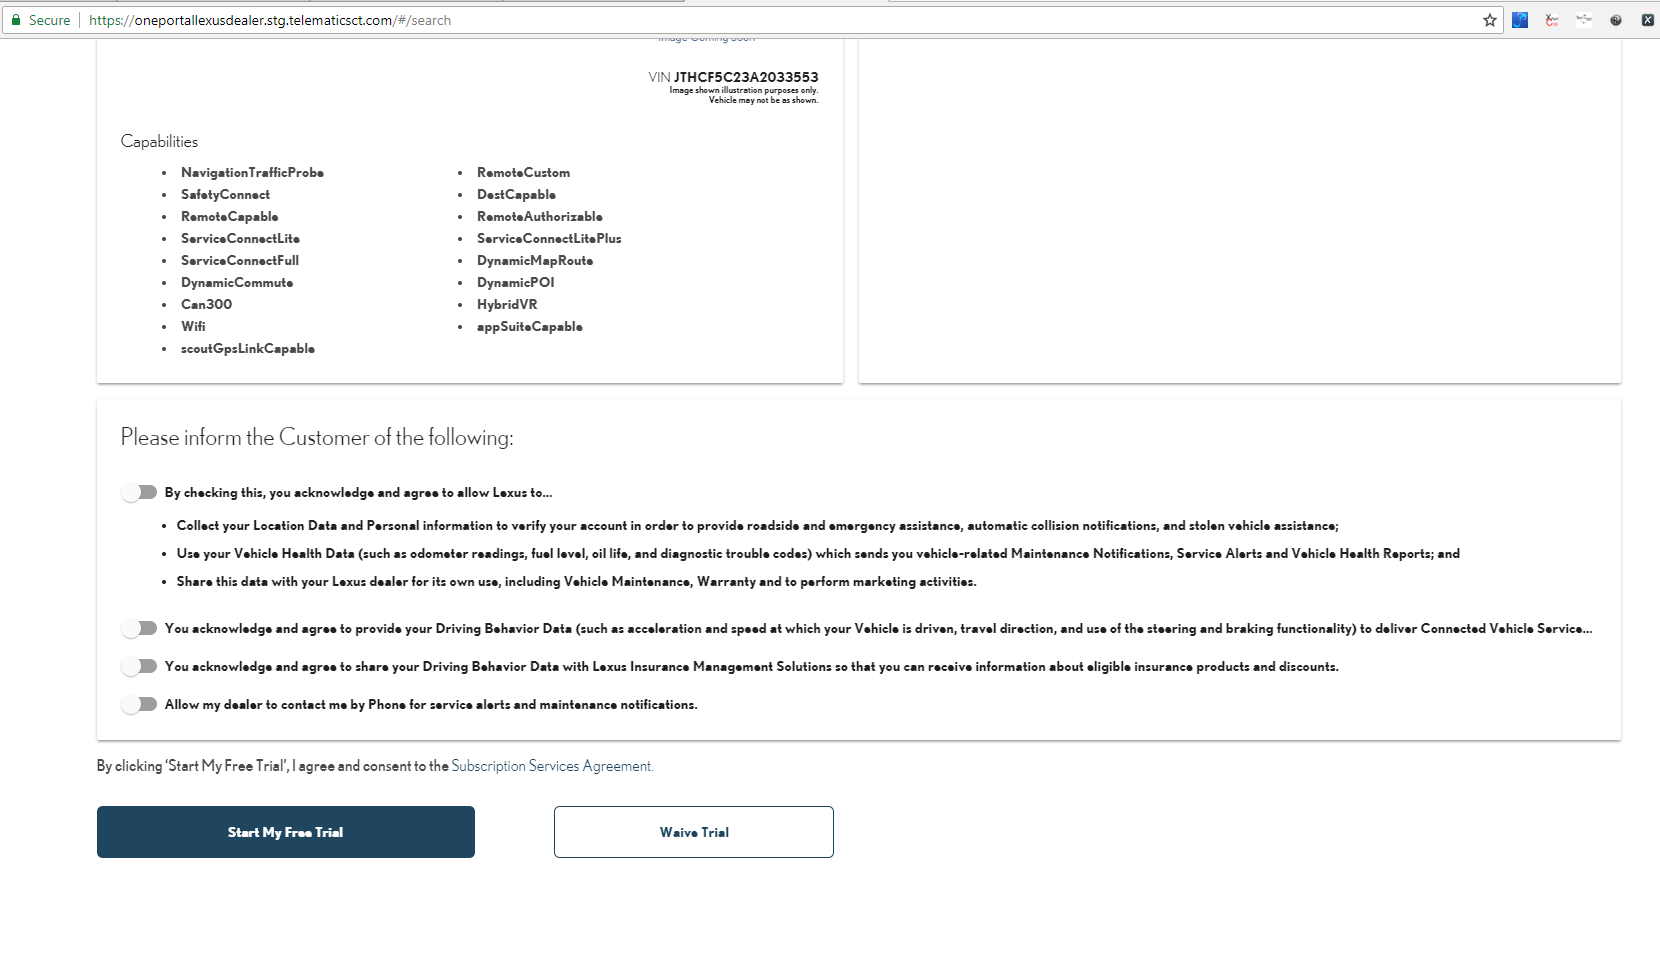 Secure https://oneportallexusdealer.stg.telematicsct.com/#/search
Image Coming Soon
VIN JTHCF5C23A2033553
Image shown illustration purposes only.
Vehicle may not be as shown.
Capabilities
NavigationTrafficProbe
SafetyConnect
RemoteCapable
ServiceConnectLite
ServiceConnectFull
DynamicCommute
Can300
Wifi
scoutGpsLinkCapable
RemoteCustom
DestCapable
RemoteAuthorizable
ServiceConnectLitePlus
DynamicMapRoute
DynamicPOI
HybridVR
appSuiteCapable
Please inform the Customer of the following:
By checking this, you acknowledge and agree to allow Lexus to...
Collect your Location Data and Personal information to verify your account in order to provide roadside and emergency assistance, automatic collision notifications, and stolen vehicle assistance;
Use your Vehicle Health Data (such as odometer readings, fuel level, oil life, and diagnostic trouble codes) which sends you vehicle-related Maintenance Notifications, Service Alerts and Vehicle Health Reports; and
Share this data with your Lexus dealer for its own use, including Vehicle Maintenance, Warranty and to perform marketing activities.
You acknowledge and agree to provide your Driving Behavior Data (such as acceleration and speed at which your Vehicle is driven, travel direction, and use of the steering and braking functionality) to deliver Connected Vehicle Service...
You acknowledge and agree to share your Driving Behavior Data with Lexus Insurance Management Solutions so that you can receive information about eligible insurance products and discounts.
Allow my dealer to contact me by Phone for service alerts and maintenance notifications.
By clicking ‘Start My Free Trial’, I agree and consent to the Subscription Services Agreement.
Start My Free Trial
Waive Trial